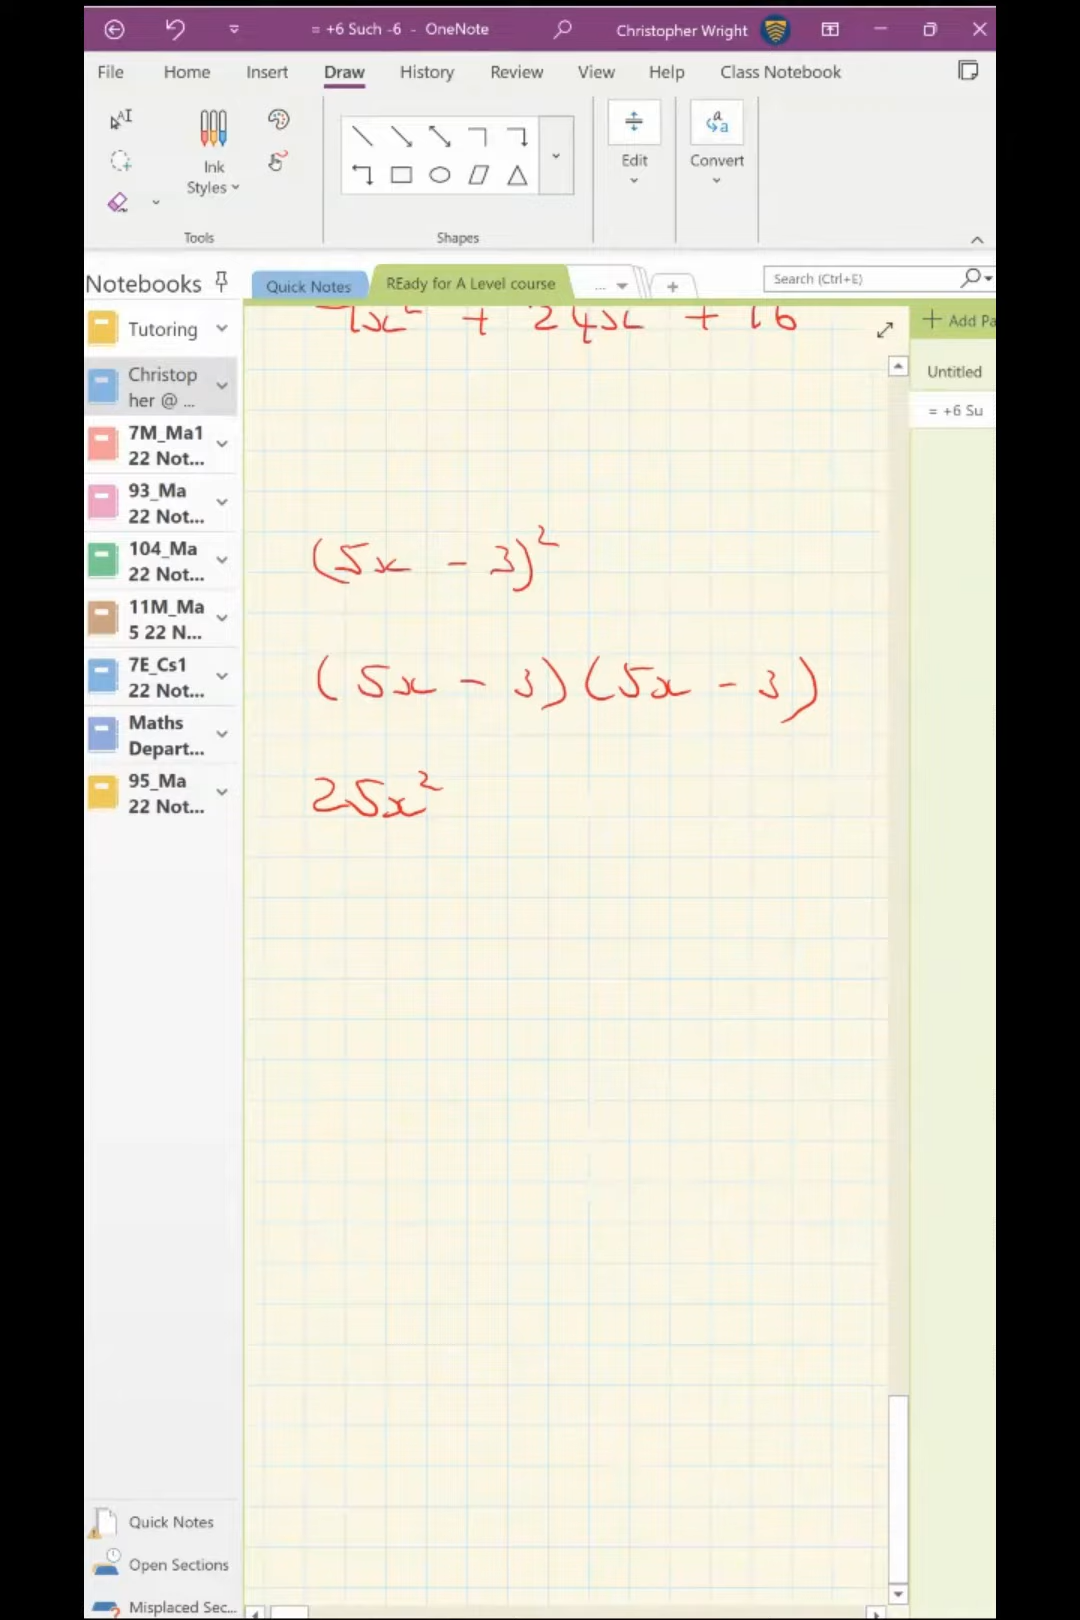 = +6 Such -6 - OneNote
Christopher Wright
File Home Insert Draw History Review View Help Class Notebook
Ink
Styles
Edit
Convert
Tools
Shapes
Notebooks
Quick Notes
REady for A Level course
...
Search (Ctrl+E)
Tutoring
Christop
her @ ...
7M_Ma1
22 Not...
93_Ma
22 Not...
104_Ma
22 Not...
11M_Ma
5 22 N...
7E_Cs1
22 Not...
Maths
Depart...
95_Ma
22 Not...
Quick Notes
Open Sections
Misplaced Sec...
+ 24x + 16
(5x - 3)²
(5x - 3)(5x - 3)
25x²
+ Add Pa
Untitled
= +6 Su